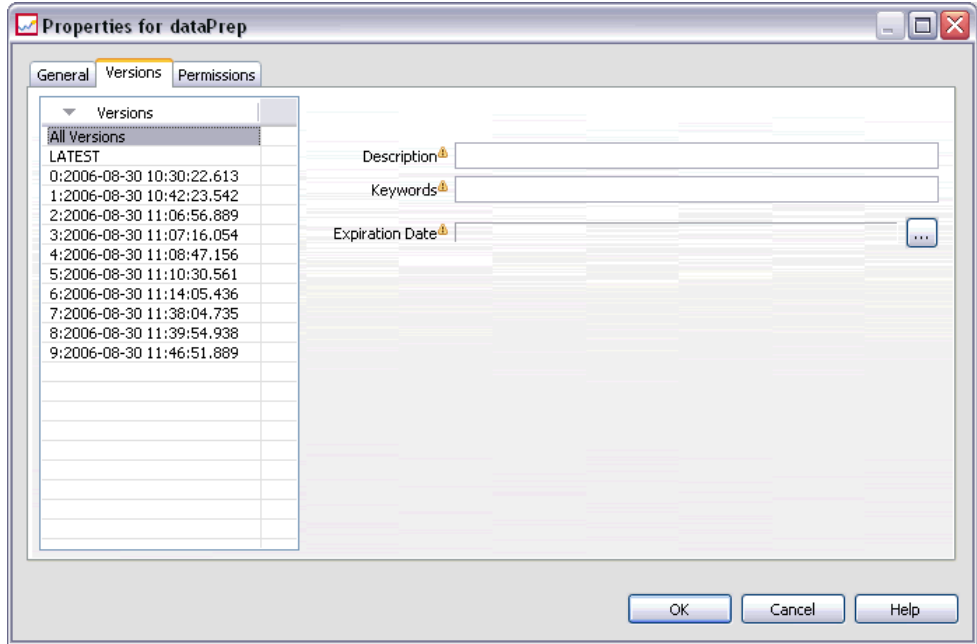 Properties for dataPrep
General Versions Permissions
Versions
All Versions
LATEST
0:2006-08-30 10:30:22.613
1:2006-08-30 10:42:23.542
2:2006-08-30 11:06:56.889
3:2006-08-30 11:07:16.054
4:2006-08-30 11:08:47.156
5:2006-08-30 11:10:30.561
6:2006-08-30 11:14:05.436
7:2006-08-30 11:38:04.735
8:2006-08-30 11:39:54.938
9:2006-08-30 11:46:51.889
Description
Keywords
Expiration Date
...
OK Cancel Help